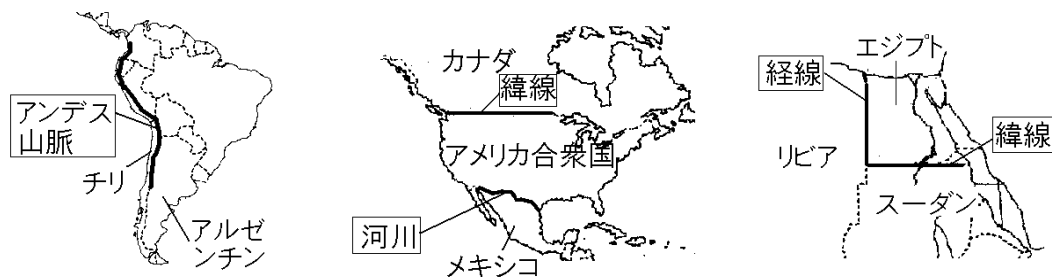 アンデス
山脈
チリ
アルゼ
ンチン
カナダ
緯線
アメリカ合衆国
河川
メキシコ
エジプト
経線
緯線
リビア
スーダン